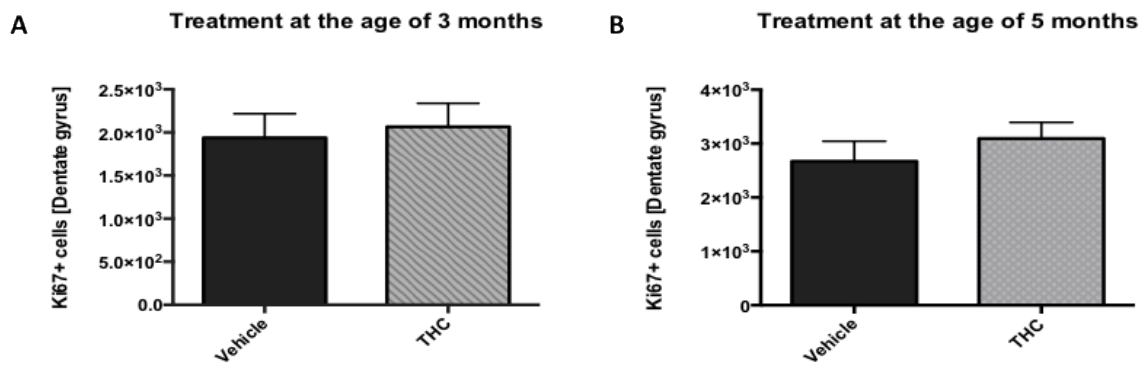 A
Treatment at the age of 3 months
Ki67+ cells [Dentate gyrus]
2.5×10³
2.0×10³
1.5×10³
1.0×10³
5.0×10²
0.0
Vehicle
THC
B
Treatment at the age of 5 months
Ki67+ cells [Dentate gyrus]
4×10³
3×10³
2×10³
1×10³
0
Vehicle
THC